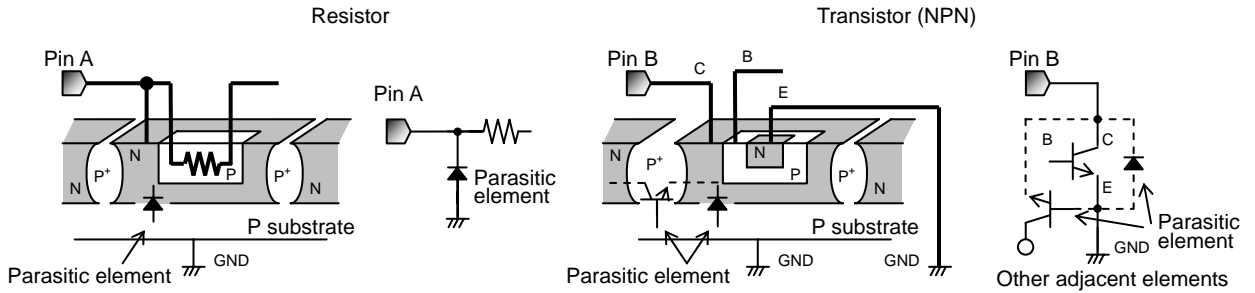 Resistor
Transistor (NPN)
Pin A
N
N
P+
P
P+
N
Parasitic element
P substrate
GND
Pin A
Parasitic
element
Pin B
C
B
E
N
P+
N
P
P+
N
P substrate
Parasitic element
GND
GND
Pin B
B
C
E
GND
Parasitic
element
Other adjacent elements